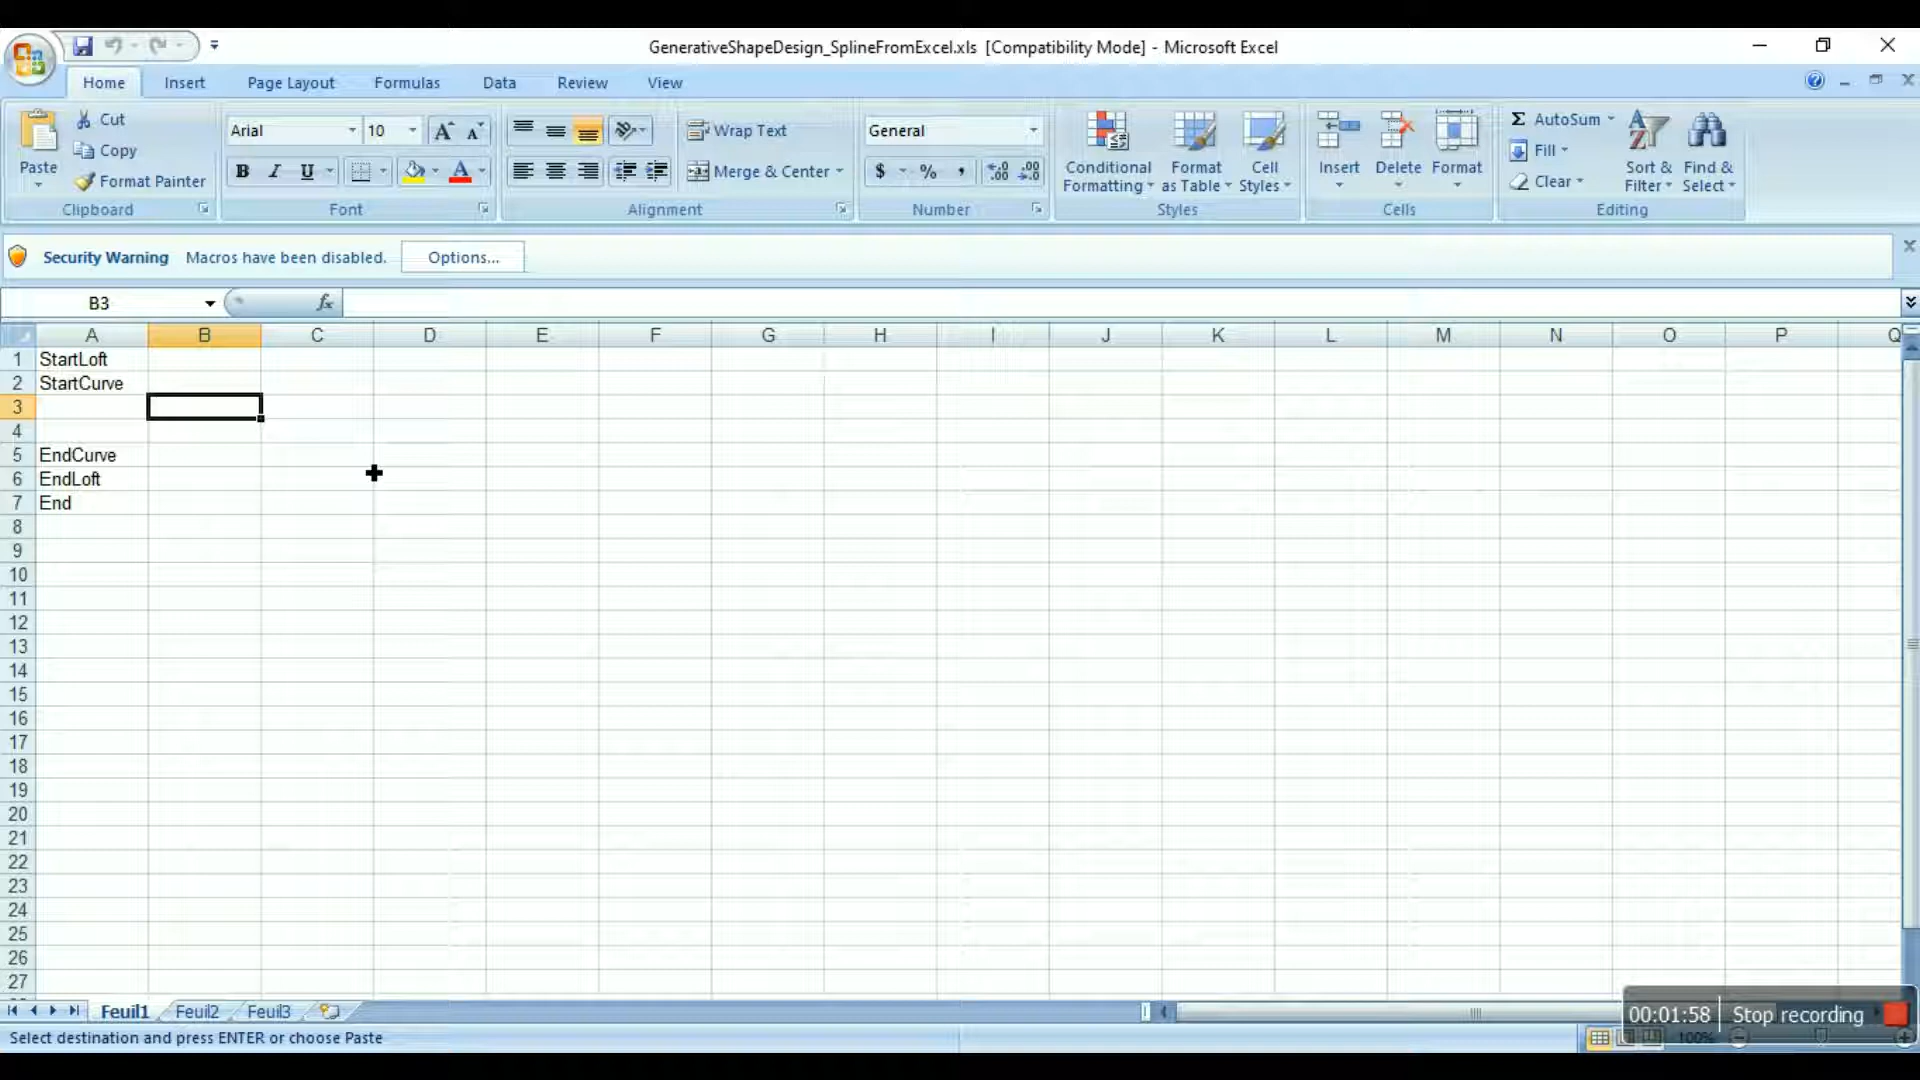 GenerativeShapeDesign_SplineFromExcel.xls [Compatibility Mode] - Microsoft Excel
Home Insert Page Layout Formulas Data Review View
Paste
Cut
Copy
Format Painter
Clipboard
Arial 10
B I U
Font
Wrap Text
Merge & Center
Alignment
General
$ % ,
Number
Conditional Formatting
Format as Table
Cell Styles
Styles
Insert Delete Format
Cells
Σ AutoSum
Fill
Clear
Sort & Filter
Find & Select
Editing
Security Warning Macros have been disabled. Options...
B3 fx
A B C D E F G H I J K L M N O P Q
1 StartLoft
2 StartCurve
3
4
5 EndCurve
6 EndLoft
7 End
8
9
10
11
12
13
14
15
16
17
18
19
20
21
22
23
24
25
26
27
Feuil1 Feuil2 Feuil3
00:01:58 Stop recording
Select destination and press ENTER or choose Paste
100%